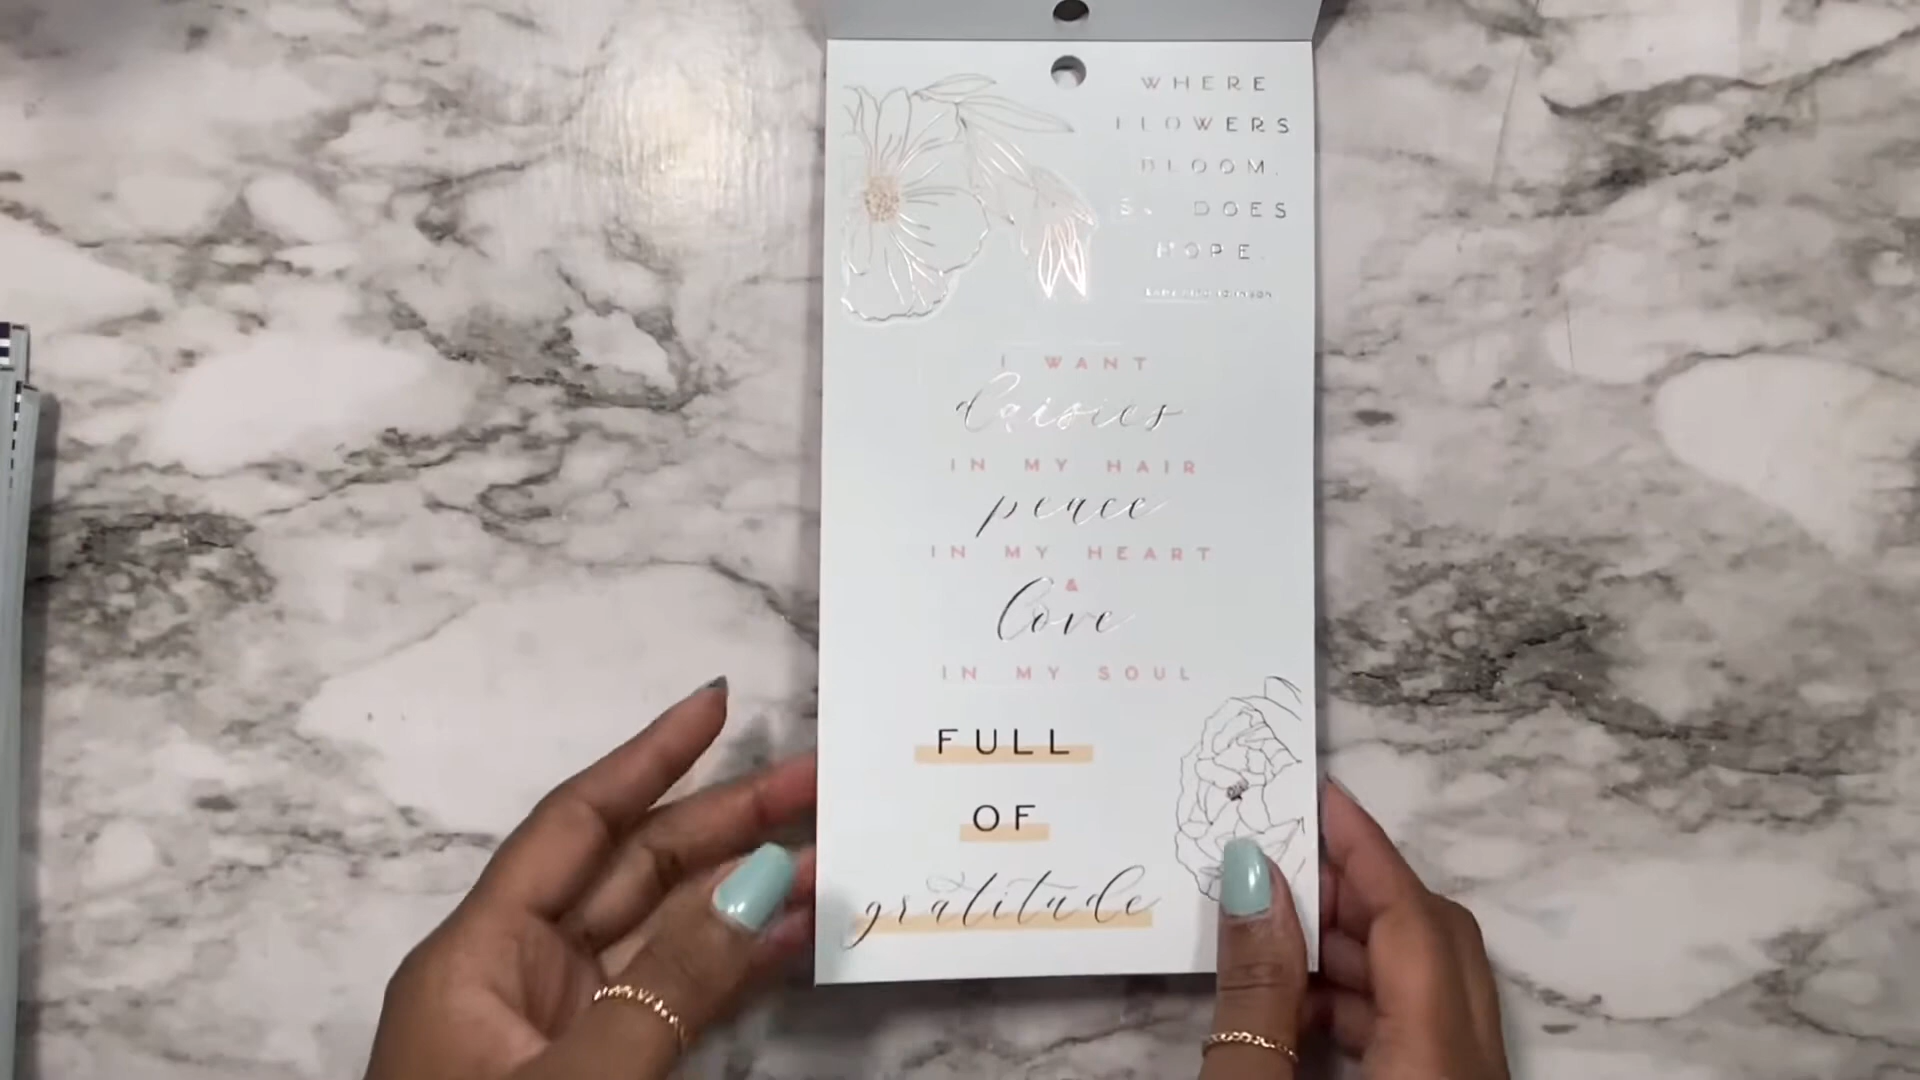 WHERE
FLOWERS
BLOOM,
SO DOES
HOPE.
I WANT
daisies
IN MY HAIR
peace
IN MY HEART
&
love
IN MY SOUL
FULL
OF
gratitude